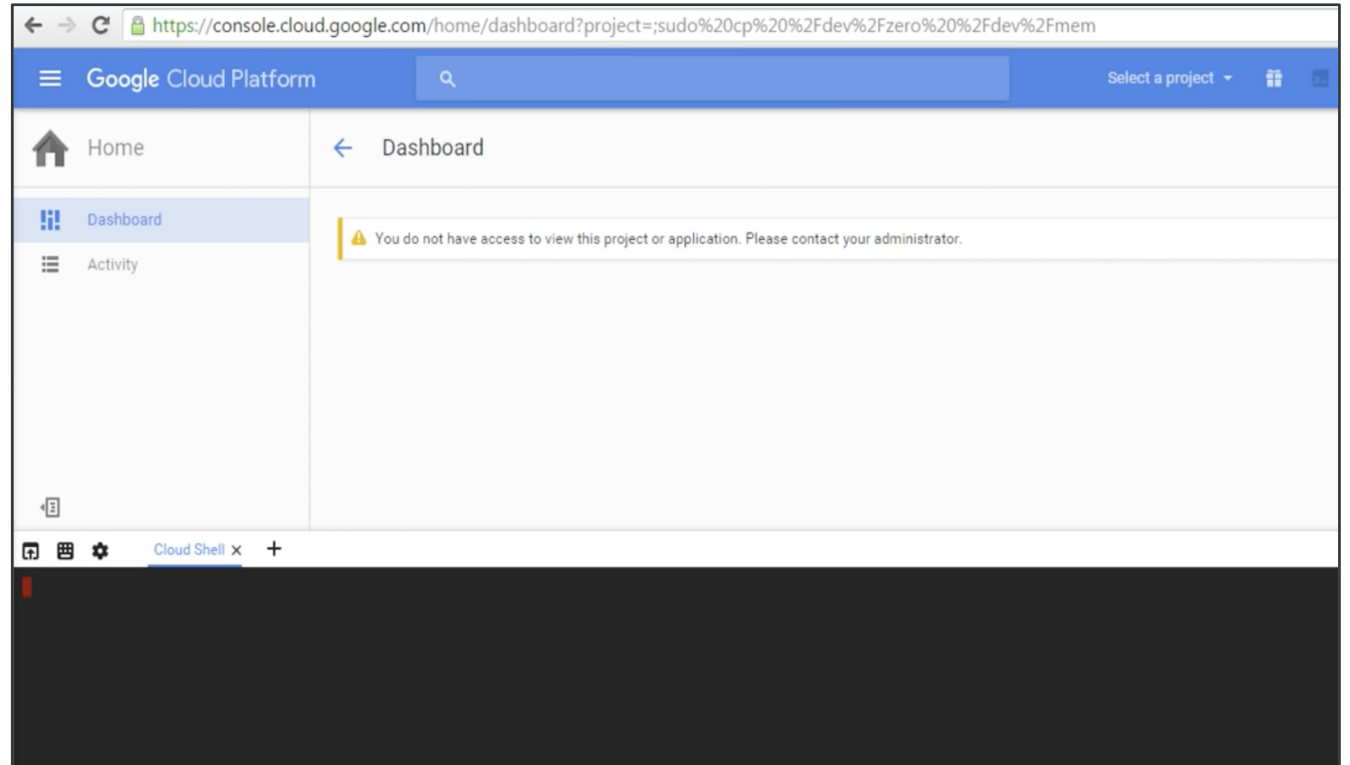 https://console.cloud.google.com/home/dashboard?project=;sudo%20cp%20%2Fdev%2Fzero%20%2Fdev%2Fmem
Google Cloud Platform
Select a project
Home
Dashboard
Dashboard
You do not have access to view this project or application. Please contact your administrator.
Activity
Cloud Shell x +